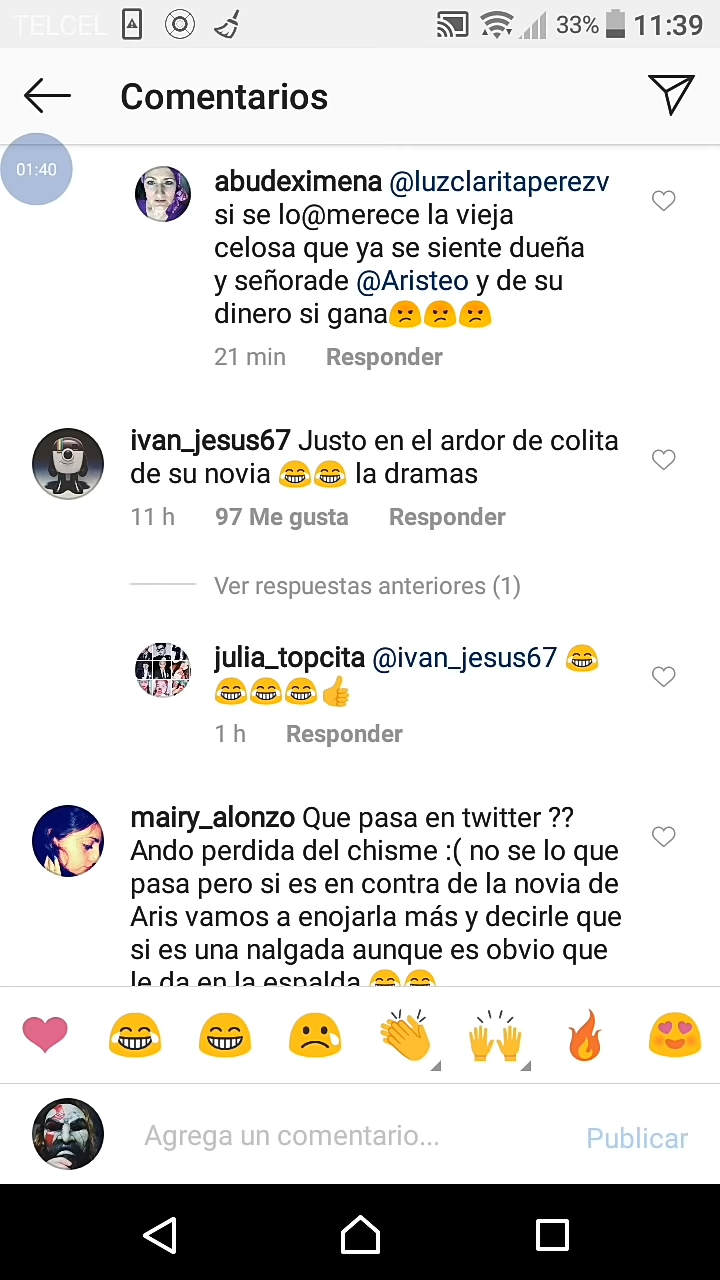 TELCEL 33% 11:39
Comentarios
01:40
abudeximena @luzclaritaperezv
si se lo@merece la vieja
celosa que ya se siente dueña
y señorade @Aristeo y de su
dinero si gana😠😠😠
21 min Responder
ivan_jesus67 Justo en el ardor de colita
de su novia 😂😂 la dramas
11 h 97 Me gusta Responder
Ver respuestas anteriores (1)
julia_topcita @ivan_jesus67 😂
😂😂😂👍
1 h Responder
mairy_alonzo Que pasa en twitter ??
Ando perdida del chisme :( no se lo que
pasa pero si es en contra de la novia de
Aris vamos a enojarla más y decirle que
si es una nalgada aunque es obvio que
le da en la espalda 😂😂
Agrega un comentario... Publicar